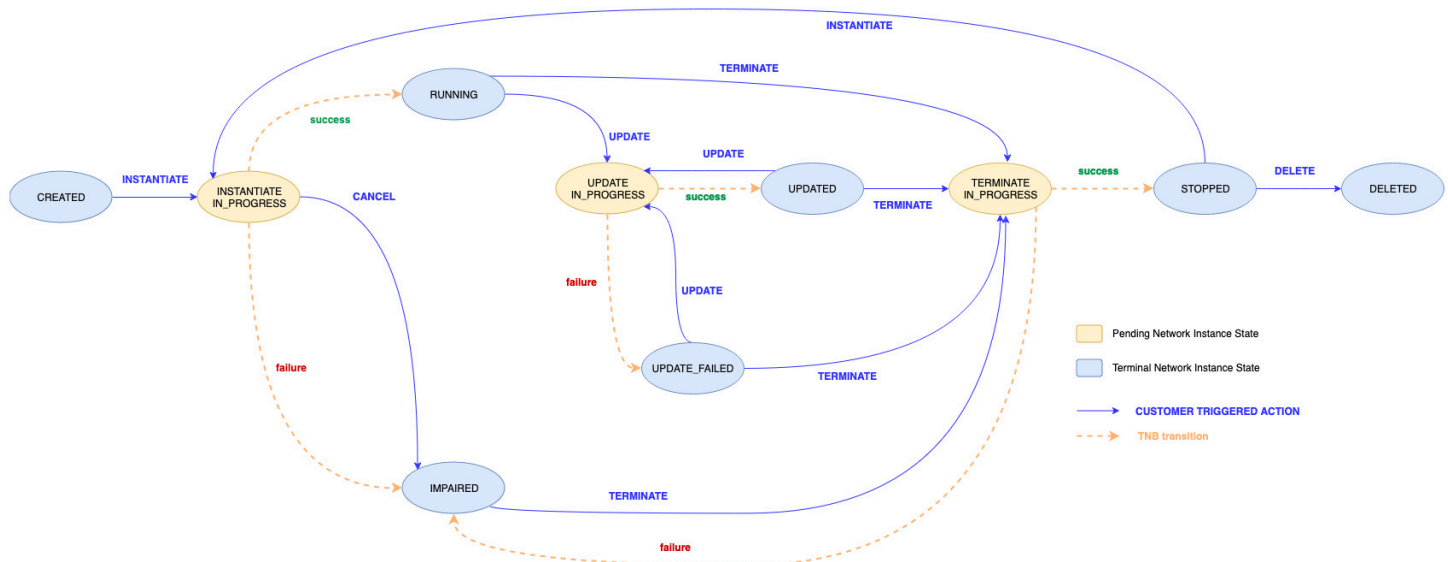 INSTANTIATE
TERMINATE
RUNNING
success
UPDATE
UPDATE
CREATED
INSTANTIATE
INSTANTIATE
IN_PROGRESS
CANCEL
UPDATE
IN_PROGRESS
success
UPDATED
TERMINATE
TERMINATE
IN_PROGRESS
success
STOPPED
DELETE
DELETED
failure
UPDATE
UPDATE_FAILED
TERMINATE
failure
IMPAIRED
TERMINATE
failure
Pending Network Instance State
Terminal Network Instance State
CUSTOMER TRIGGERED ACTION
TNB transition